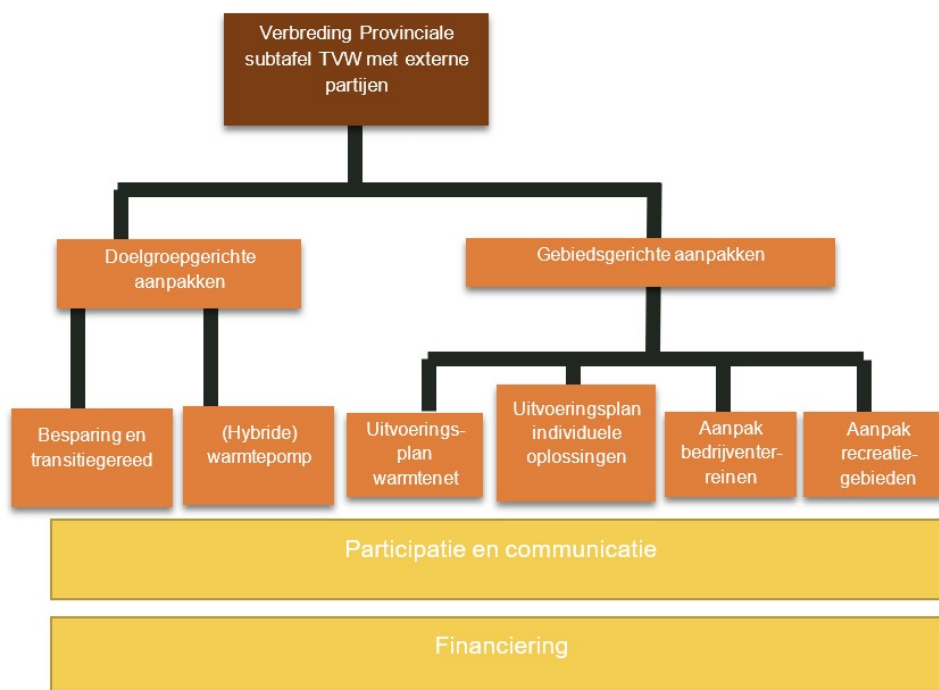 Verbreding Provinciale
subtafel TVW met externe
partijen
Doelgroepgerichte
aanpakken
Gebiedsgerichte aanpakken
Besparing en
transitiegereed
(Hybride)
warmtepomp
Uitvoerings-
plan
warmtenet
Uitvoeringsplan
individuele
oplossingen
Aanpak
bedrijventer-
reinen
Aanpak
recreatie-
gebieden
Participatie en communicatie
Financiering